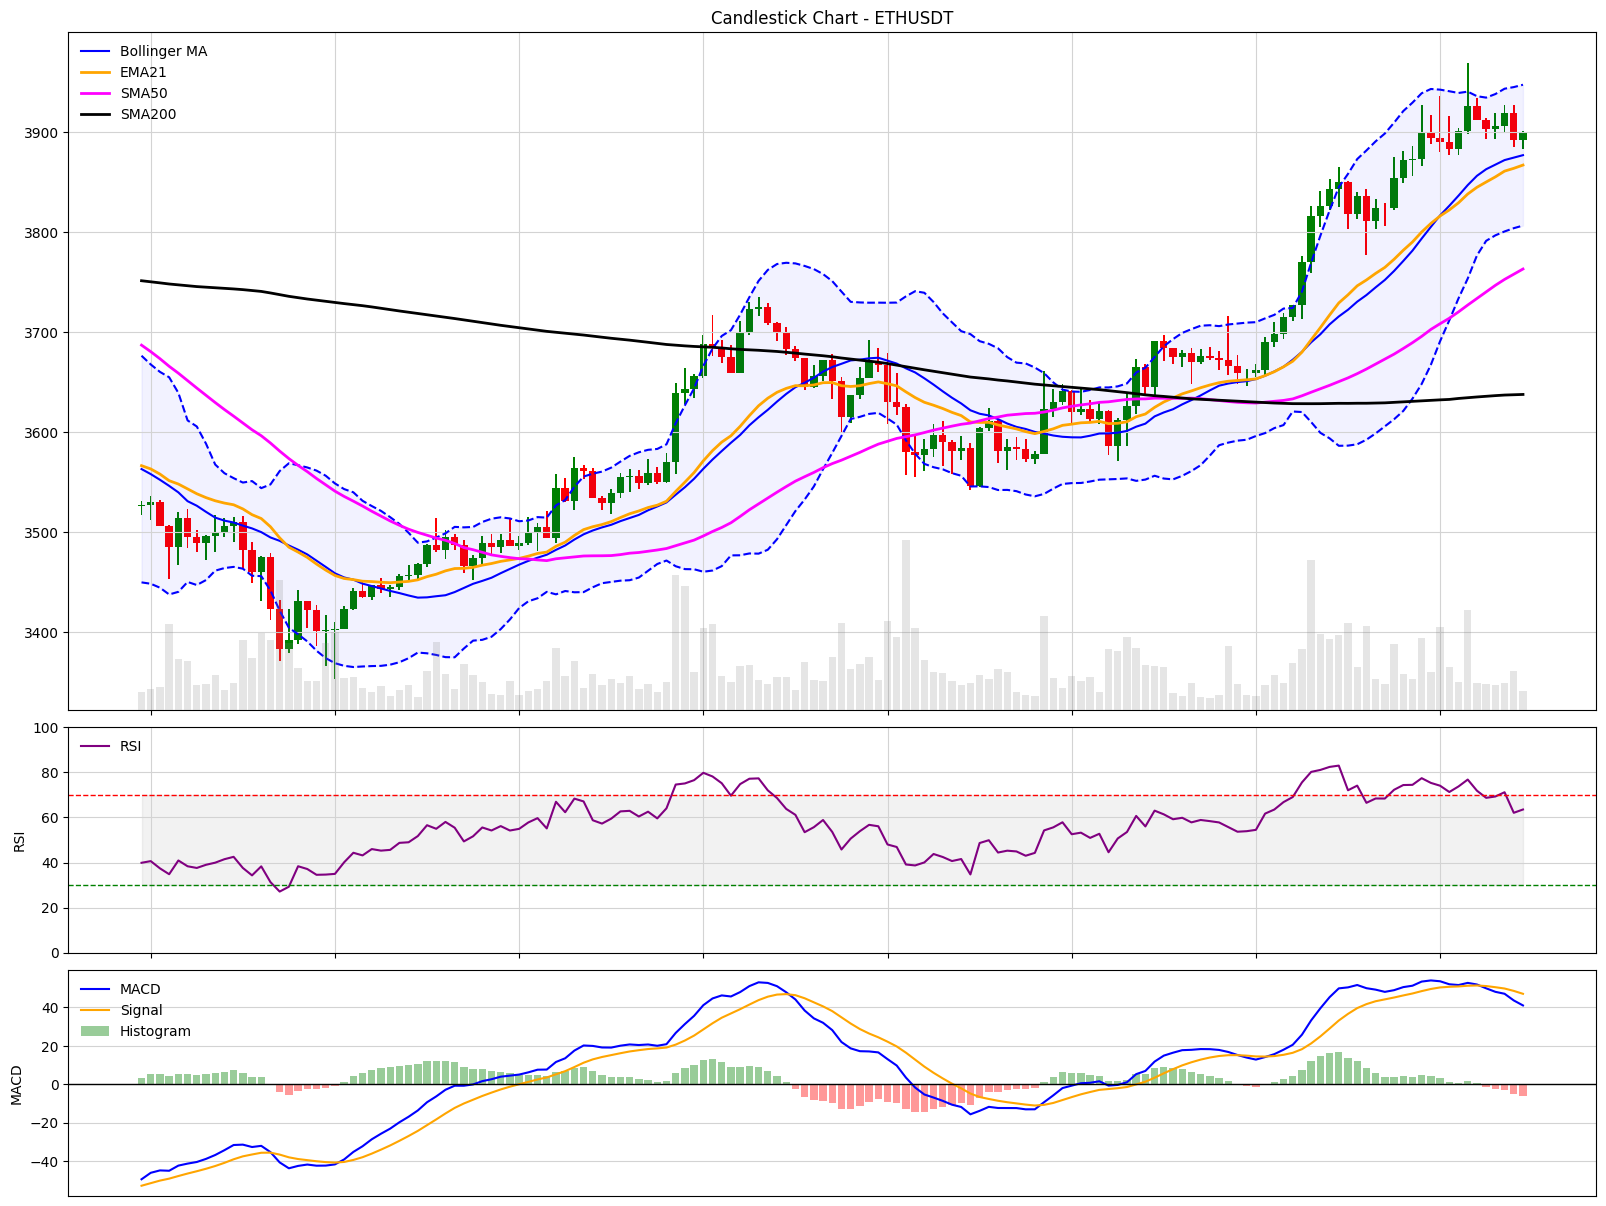 Candlestick Chart - ETHUSDT
Bollinger MA
EMA21
SMA50
SMA200
3900
3800
3700
3600
3500
3400
100
80
60
40
20
0
RSI
RSI
40
20
0
−20
−40
MACD
MACD
Signal
Histogram